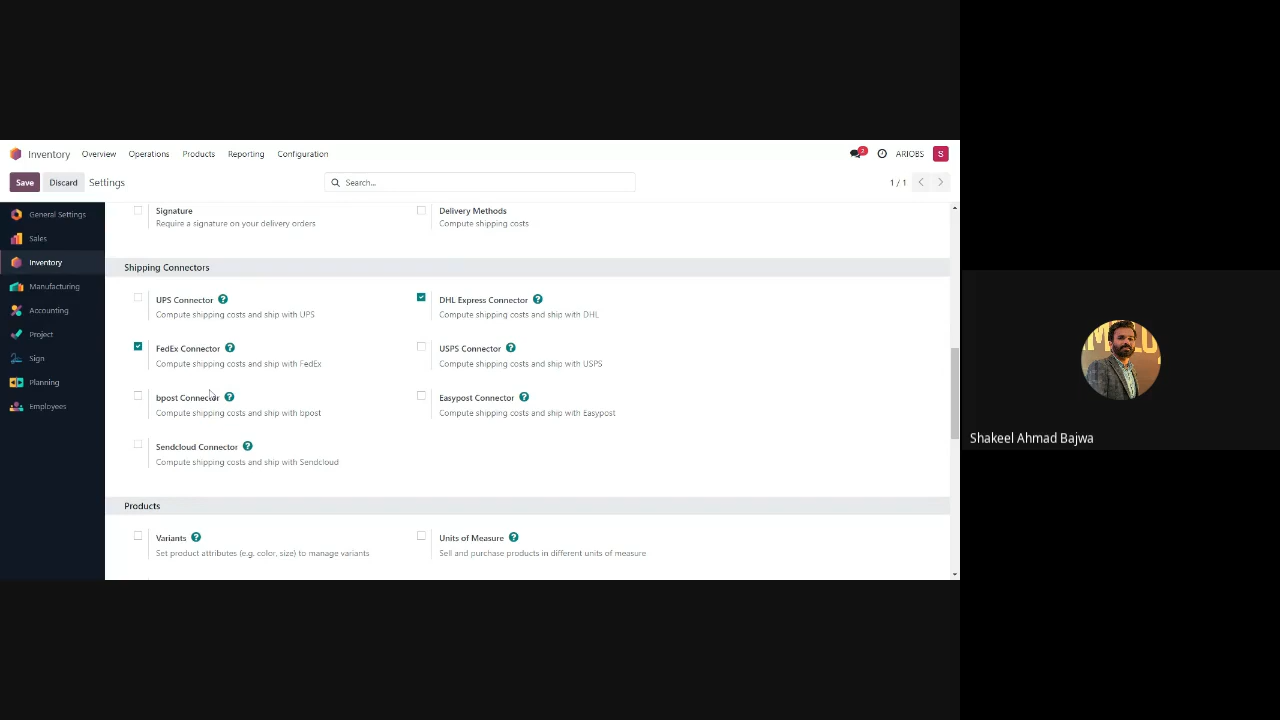 Inventory Overview Operations Products Reporting Configuration 2 ARIOBS S
Save Discard Settings Search... 1 / 1
General Settings
Sales
Inventory
Manufacturing
Accounting
Project
Sign
Planning
Employees
Signature Delivery Methods
Require a signature on your delivery orders Compute shipping costs
Shipping Connectors
UPS Connector ? DHL Express Connector ?
Compute shipping costs and ship with UPS Compute shipping costs and ship with DHL
FedEx Connector ? USPS Connector ?
Compute shipping costs and ship with FedEx Compute shipping costs and ship with USPS
bpost Connector ? Easypost Connector ?
Compute shipping costs and ship with bpost Compute shipping costs and ship with Easypost
Sendcloud Connector ?
Compute shipping costs and ship with Sendcloud
Products
Variants ? Units of Measure ?
Set product attributes (e.g. color, size) to manage variants Sell and purchase products in different units of measure
Shakeel Ahmad Bajwa